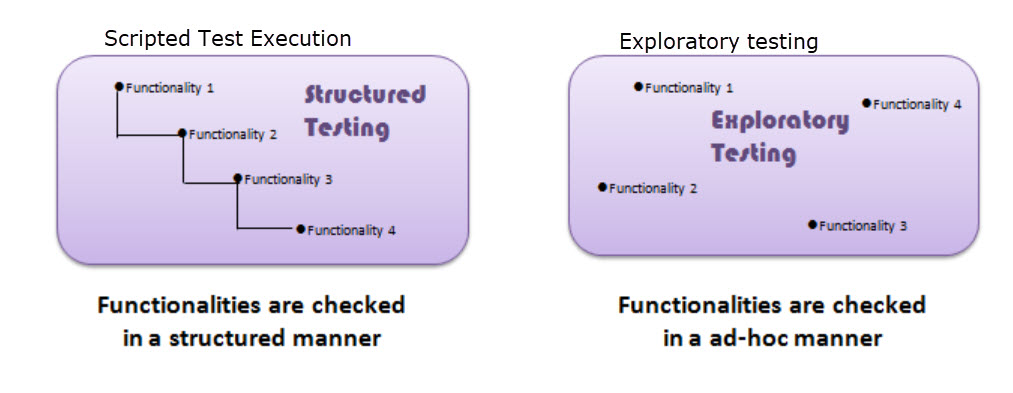 Scripted Test Execution
Functionality 1
Structured
Testing
Functionality 2
Functionality 3
Functionality 4
Functionalities are checked
in a structured manner
Exploratory testing
Functionality 1
Functionality 4
Exploratory
Testing
Functionality 2
Functionality 3
Functionalities are checked
in a ad-hoc manner